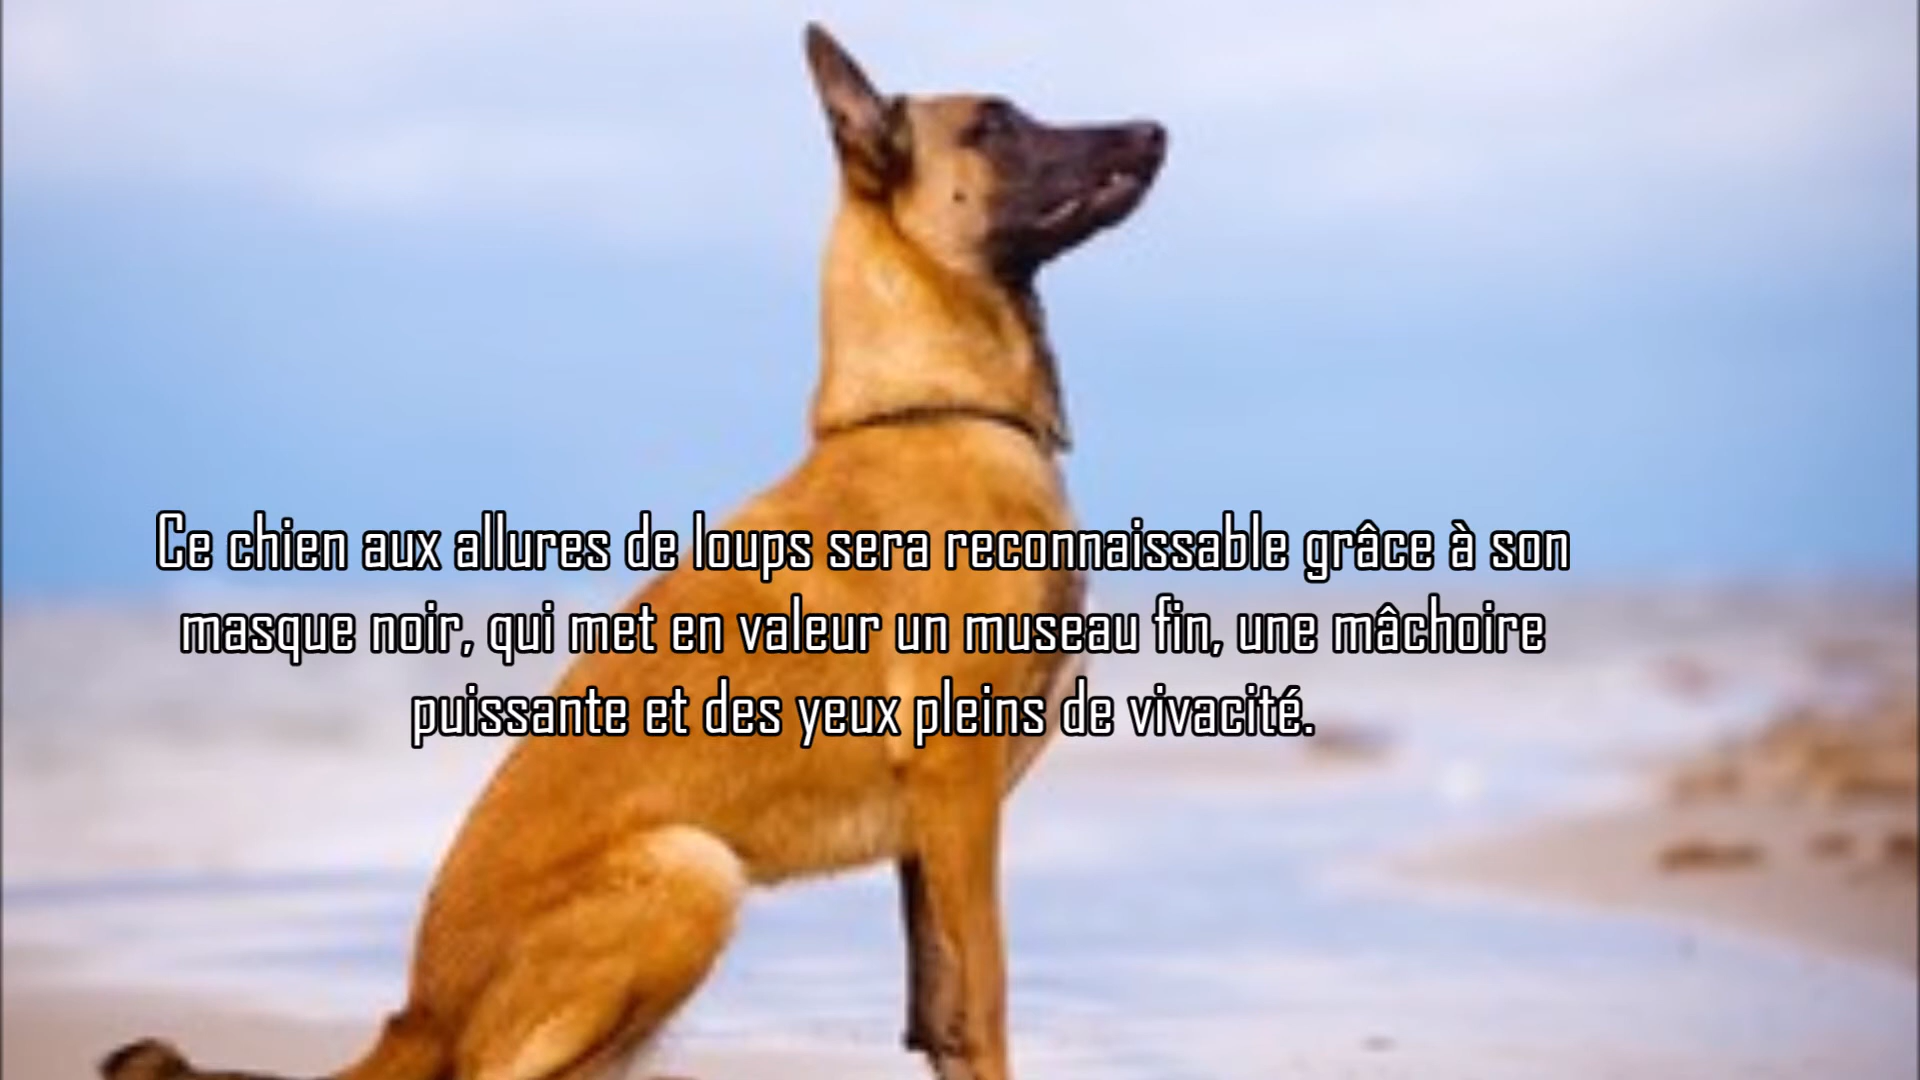 Ce chien aux allures de loups sera reconnaissable grâce à son
masque noir, qui met en valeur un museau fin, une mâchoire
puissante et des yeux pleins de vivacité.